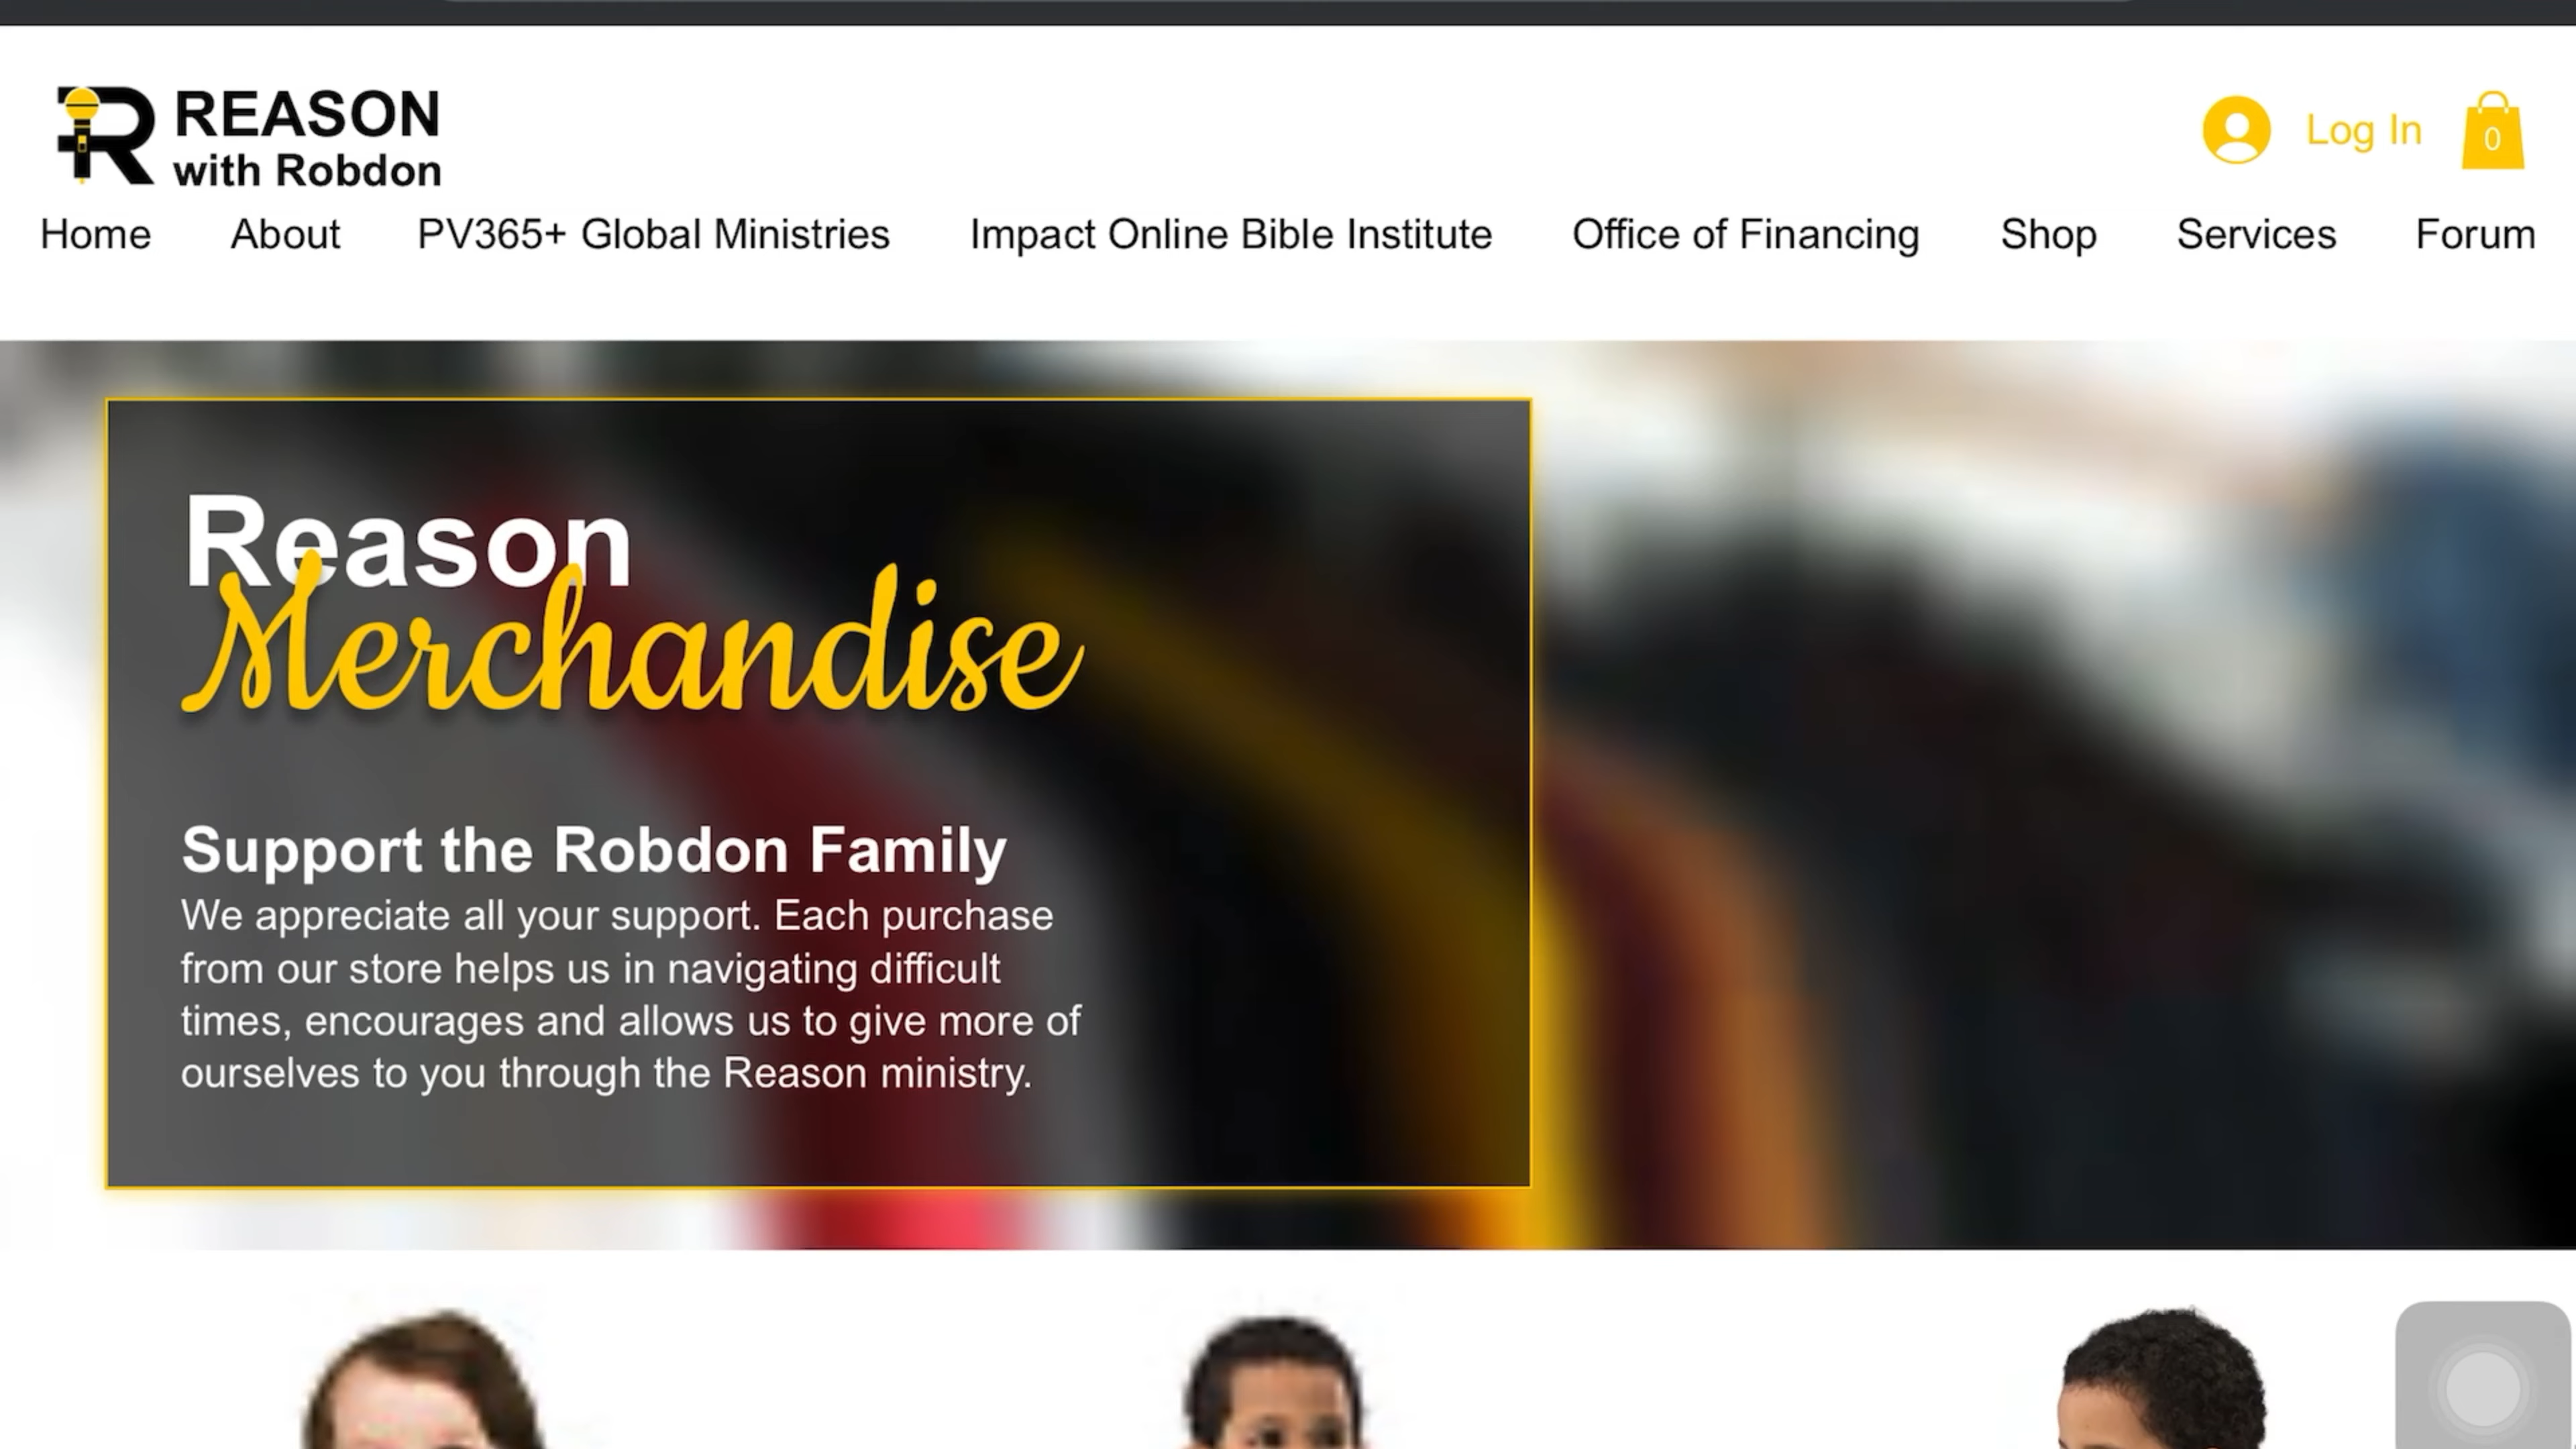 REASON
with Robdon
Log In
0
Home About PV365+ Global Ministries Impact Online Bible Institute Office of Financing Shop Services Forum
Reason
Merchandise
Support the Robdon Family
We appreciate all your support. Each purchase
from our store helps us in navigating difficult
times, encourages and allows us to give more of
ourselves to you through the Reason ministry.